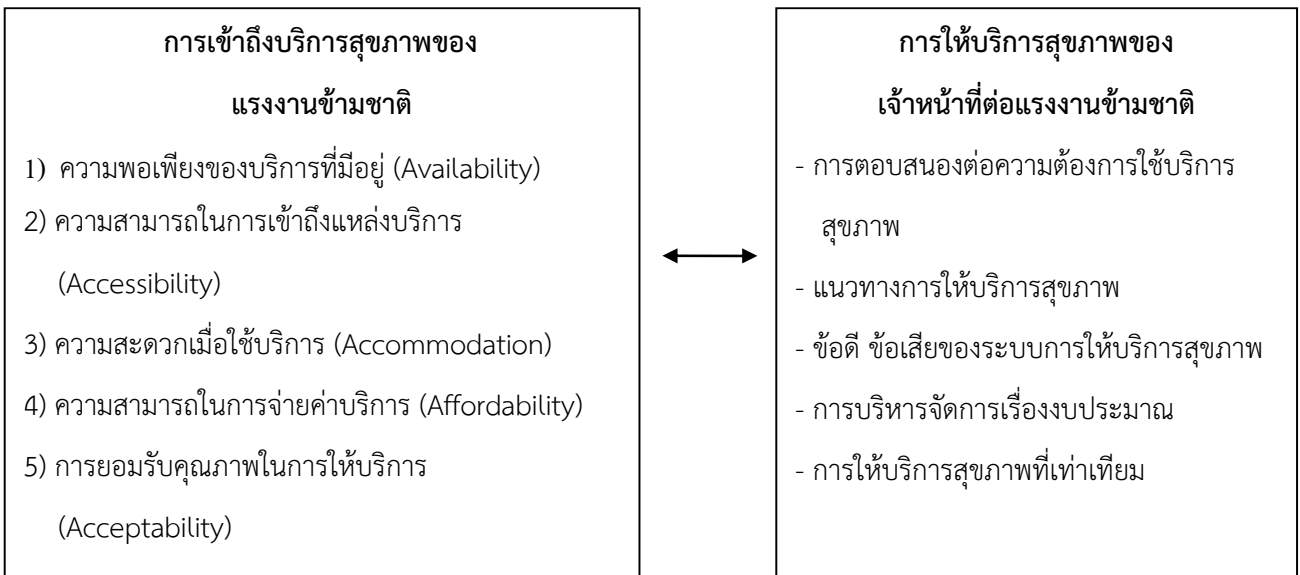 การเข้าถึงบริการสุขภาพของ
แรงงานข้ามชาติ
1) ความพอเพียงของบริการที่มีอยู่ (Availability)
2) ความสามารถในการเข้าถึงแหล่งบริการ
(Accessibility)
3) ความสะดวกเมื่อใช้บริการ (Accommodation)
4) ความสามารถในการจ่ายค่าบริการ (Affordability)
5) การยอมรับคุณภาพในการให้บริการ
(Acceptability)
การให้บริการสุขภาพของ
เจ้าหน้าที่ต่อแรงงานข้ามชาติ
- การตอบสนองต่อความต้องการใช้บริการ
สุขภาพ
- แนวทางการให้บริการสุขภาพ
- ข้อดี ข้อเสียของระบบการให้บริการสุขภาพ
- การบริหารจัดการเรื่องงบประมาณ
- การให้บริการสุขภาพที่เท่าเทียม